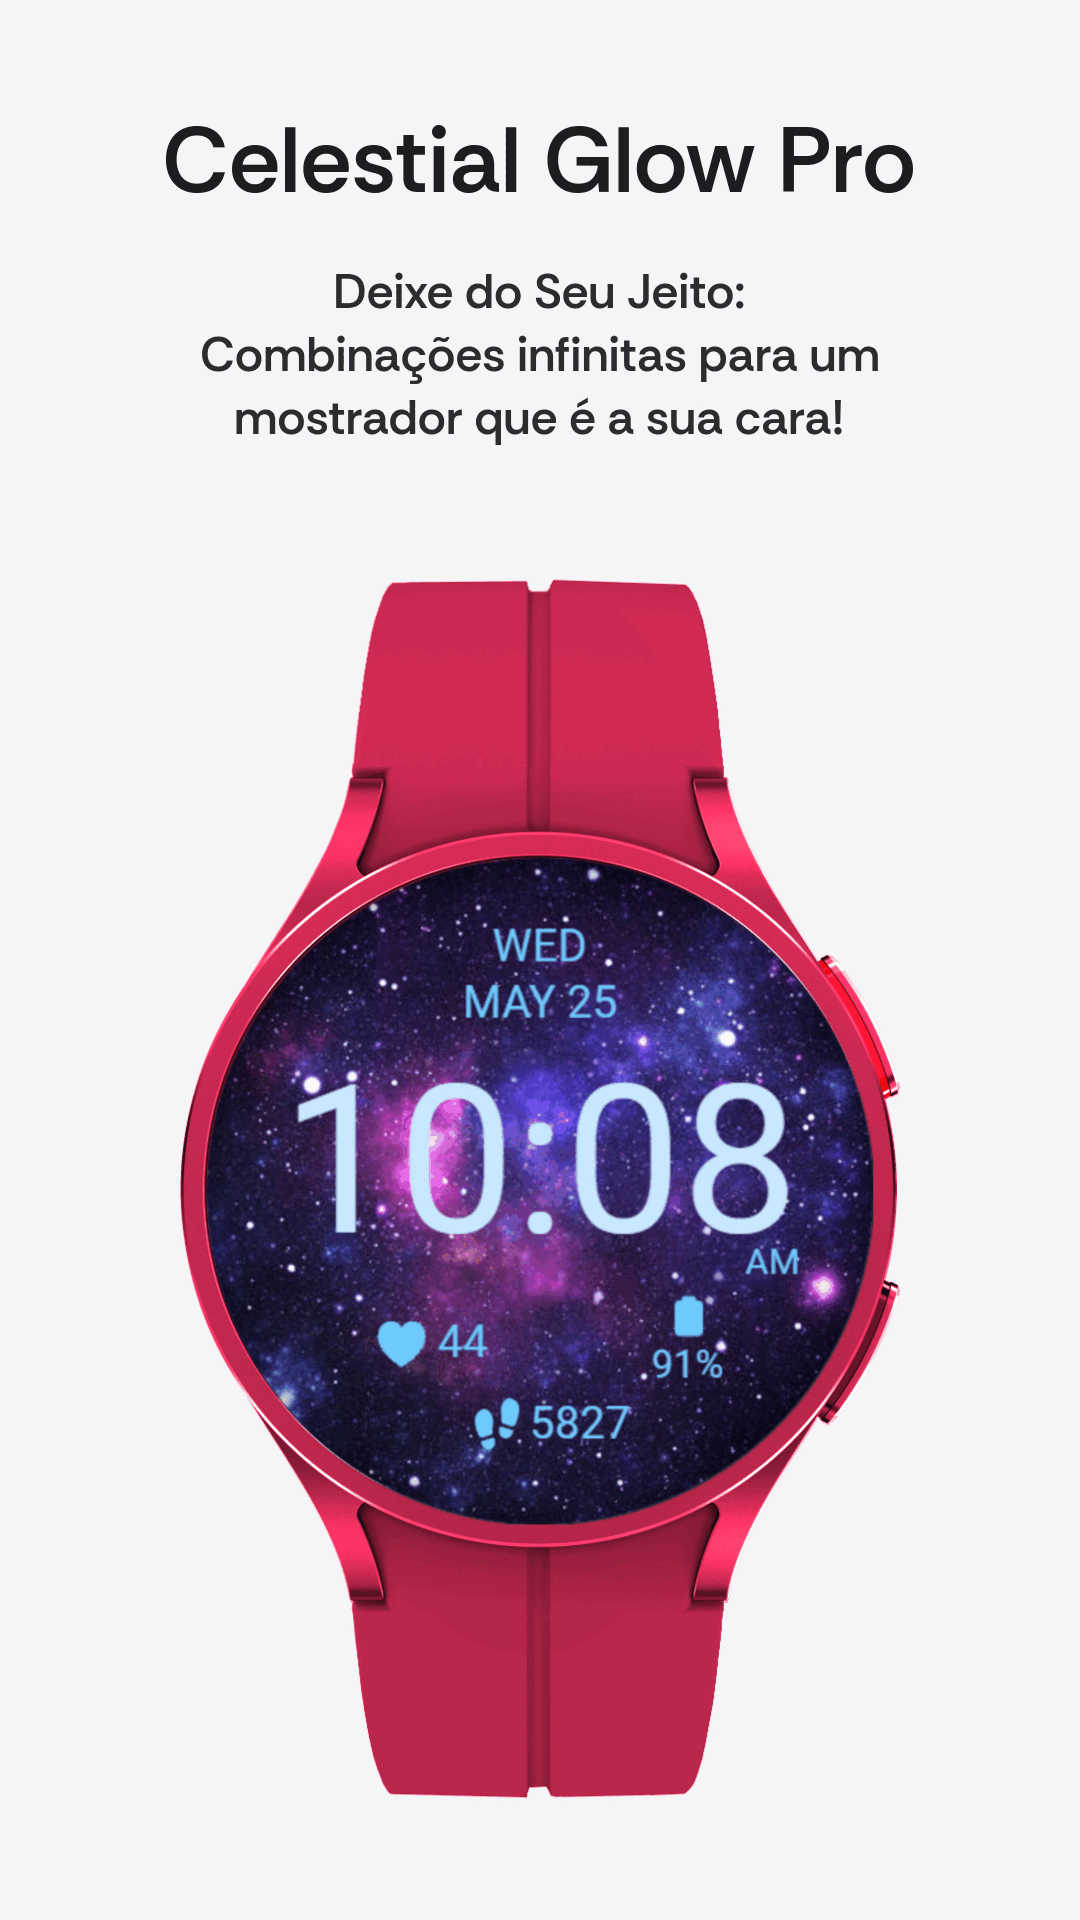 Celestial Glow Pro
Deixe do Seu Jeito:
Combinações infinitas para um
mostrador que é a sua cara!
WED
MAY 25
10:08
AM
44
91%
5827